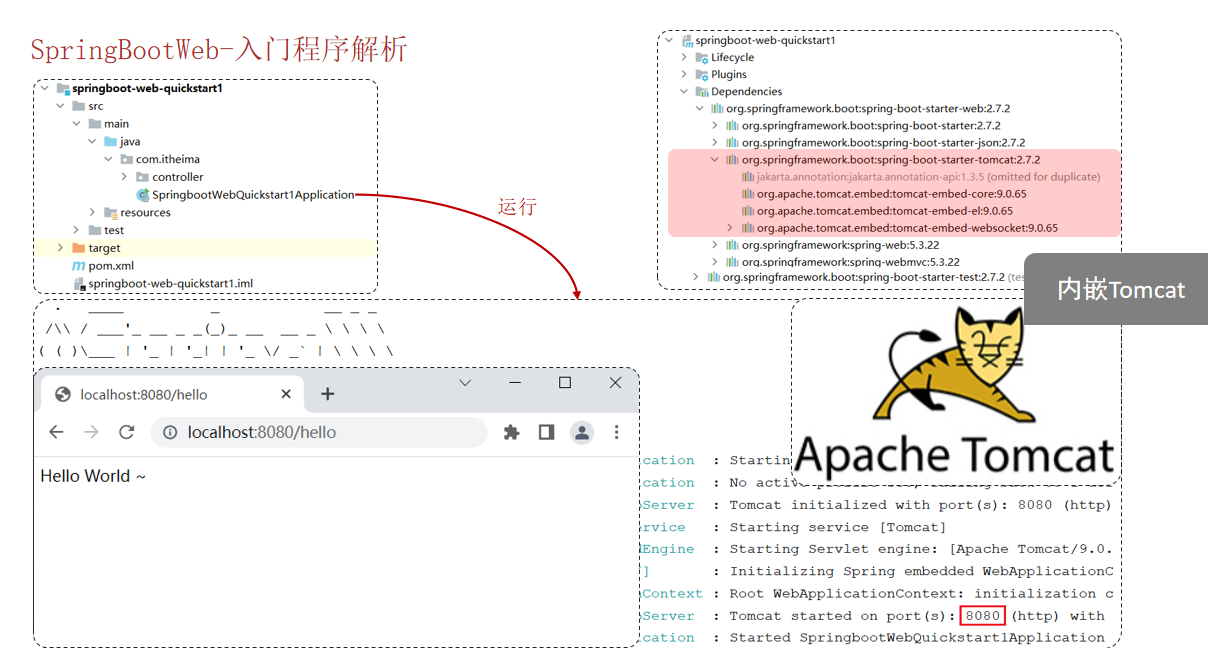 SpringBootWeb-入门程序解析
springboot-web-quickstart1
src
main
java
com.itheima
controller
SpringbootWebQuickstart1Application
resources
test
target
pom.xml
springboot-web-quickstart1.iml
运行
springboot-web-quickstart1
Lifecycle
Plugins
Dependencies
org.springframework.boot:spring-boot-starter-web:2.7.2
org.springframework.boot:spring-boot-starter:2.7.2
org.springframework.boot:spring-boot-starter-json:2.7.2
org.springframework.boot:spring-boot-starter-tomcat:2.7.2
jakarta.annotation:jakarta.annotation-api:1.3.5 (omitted for duplicate)
org.apache.tomcat.embed:tomcat-embed-core:9.0.65
org.apache.tomcat.embed:tomcat-embed-el:9.0.65
org.apache.tomcat.embed:tomcat-embed-websocket:9.0.65
org.springframework:spring-web:5.3.22
org.springframework:spring-webmvc:5.3.22
org.springframework.boot:spring-boot-starter-test:2.7.2
内嵌Tomcat
Apache Tomcat
localhost:8080/hello
localhost:8080/hello
Hello World ~
cation : Startin
cation : No activ
Server : Tomcat initialized with port(s): 8080 (http)
rvice : Starting service [Tomcat]
Engine : Starting Servlet engine: [Apache Tomcat/9.0.
] : Initializing Spring embedded WebApplicationC
Context : Root WebApplicationContext: initialization c
Server : Tomcat started on port(s): 8080 (http) with
cation : Started SpringbootWebQuickstart1Application